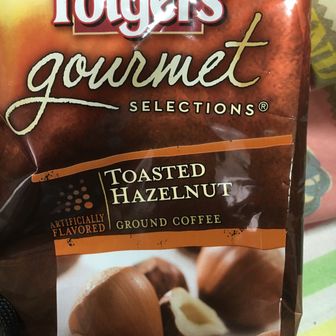 Folgers
gourmet
SELECTIONS®
TOASTED
HAZELNUT
ARTIFICIALLY
FLAVORED
GROUND COFFEE